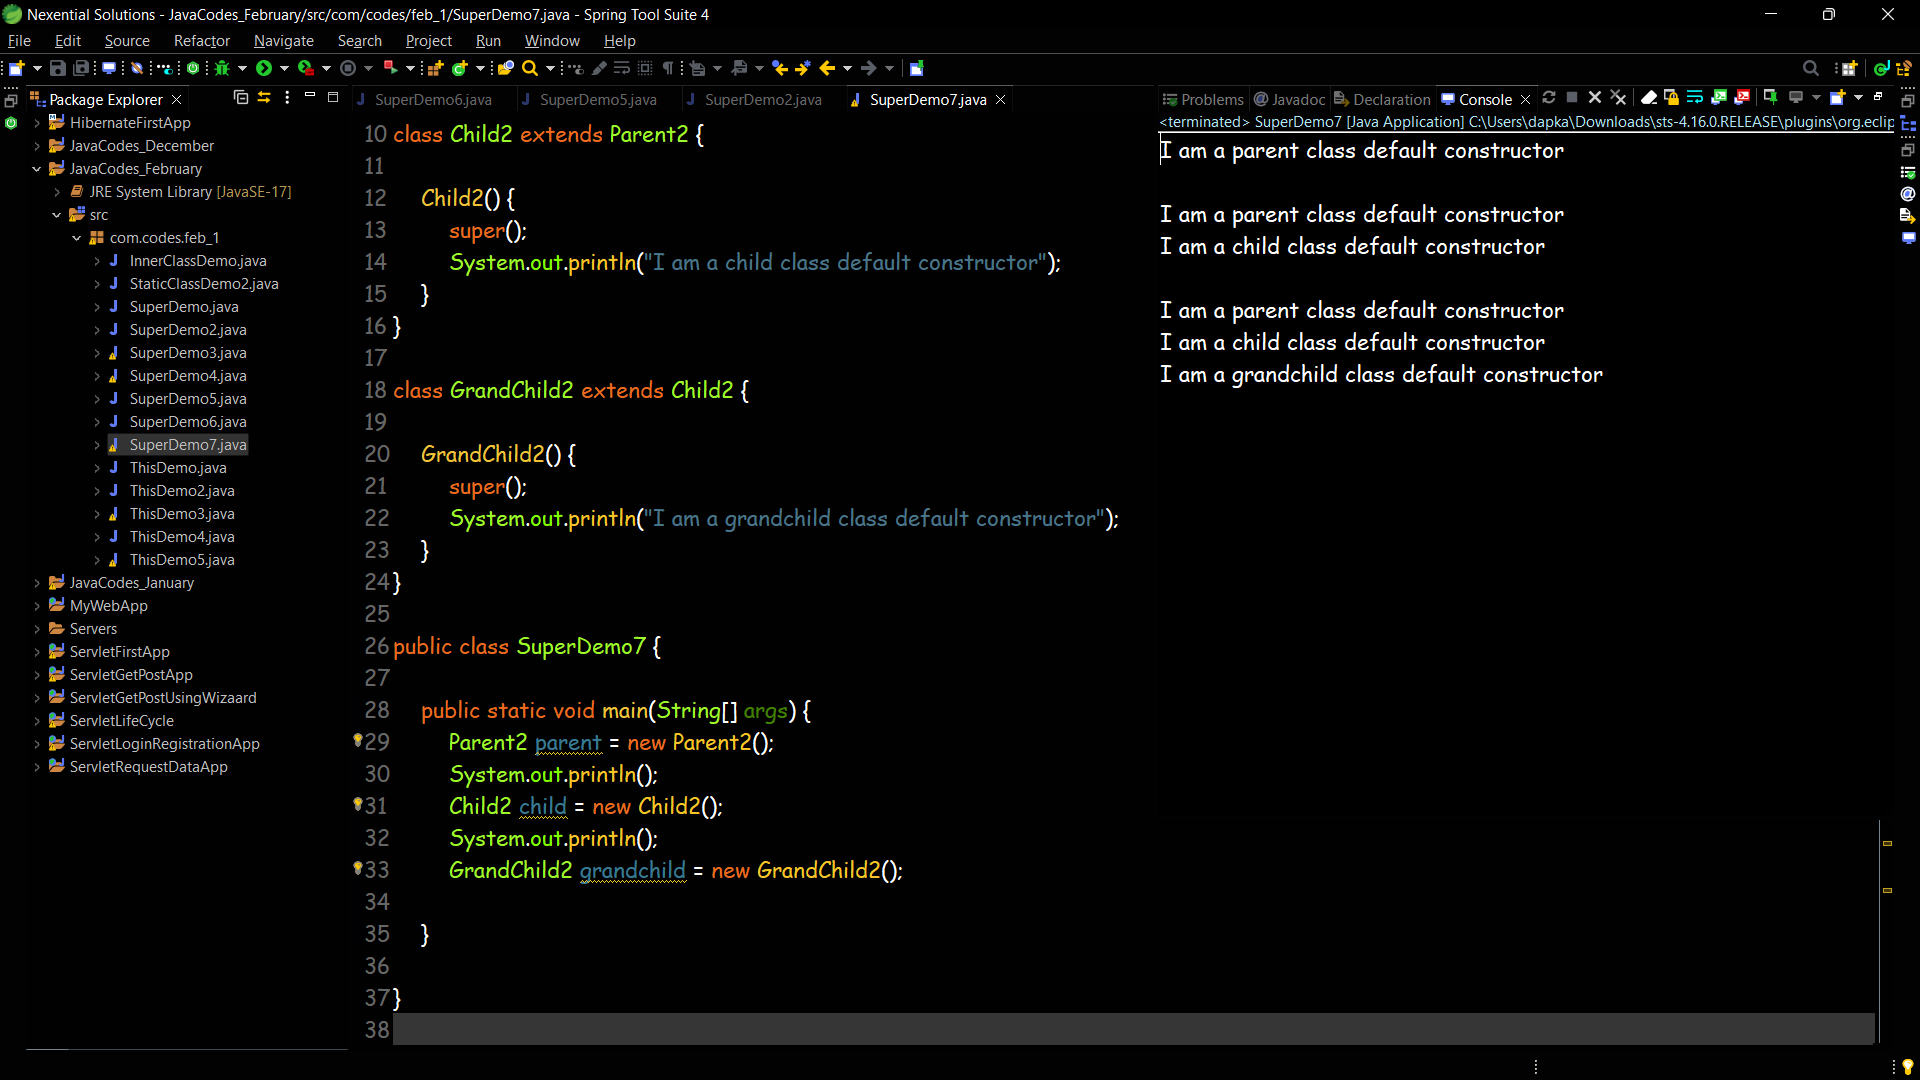 Nexential Solutions - JavaCodes_February/src/com/codes/feb_1/SuperDemo7.java - Spring Tool Suite 4
File Edit Source Refactor Navigate Search Project Run Window Help
Package Explorer
HibernateFirstApp
JavaCodes_December
JavaCodes_February
JRE System Library [JavaSE-17]
src
com.codes.feb_1
InnerClassDemo.java
StaticClassDemo2.java
SuperDemo.java
SuperDemo2.java
SuperDemo3.java
SuperDemo4.java
SuperDemo5.java
SuperDemo6.java
SuperDemo7.java
ThisDemo.java
ThisDemo2.java
ThisDemo3.java
ThisDemo4.java
ThisDemo5.java
JavaCodes_January
MyWebApp
Servers
ServletFirstApp
ServletGetPostApp
ServletGetPostUsingWizaard
ServletLifeCycle
ServletLoginRegistrationApp
ServletRequestDataApp
SuperDemo6.java SuperDemo5.java SuperDemo2.java SuperDemo7.java
10 class Child2 extends Parent2 {
11
12 Child2() {
13 super();
14 System.out.println("I am a child class default constructor");
15 }
16 }
17
18 class GrandChild2 extends Child2 {
19
20 GrandChild2() {
21 super();
22 System.out.println("I am a grandchild class default constructor");
23 }
24 }
25
26 public class SuperDemo7 {
27
28 public static void main(String[] args) {
29 Parent2 parent = new Parent2();
30 System.out.println();
31 Child2 child = new Child2();
32 System.out.println();
33 GrandChild2 grandchild = new GrandChild2();
34
35 }
36
37 }
38
Problems Javadoc Declaration Console
<terminated> SuperDemo7 [Java Application] C:\Users\dapka\Downloads\sts-4.16.0.RELEASE\plugins\org.eclip
I am a parent class default constructor
I am a parent class default constructor
I am a child class default constructor
I am a parent class default constructor
I am a child class default constructor
I am a grandchild class default constructor